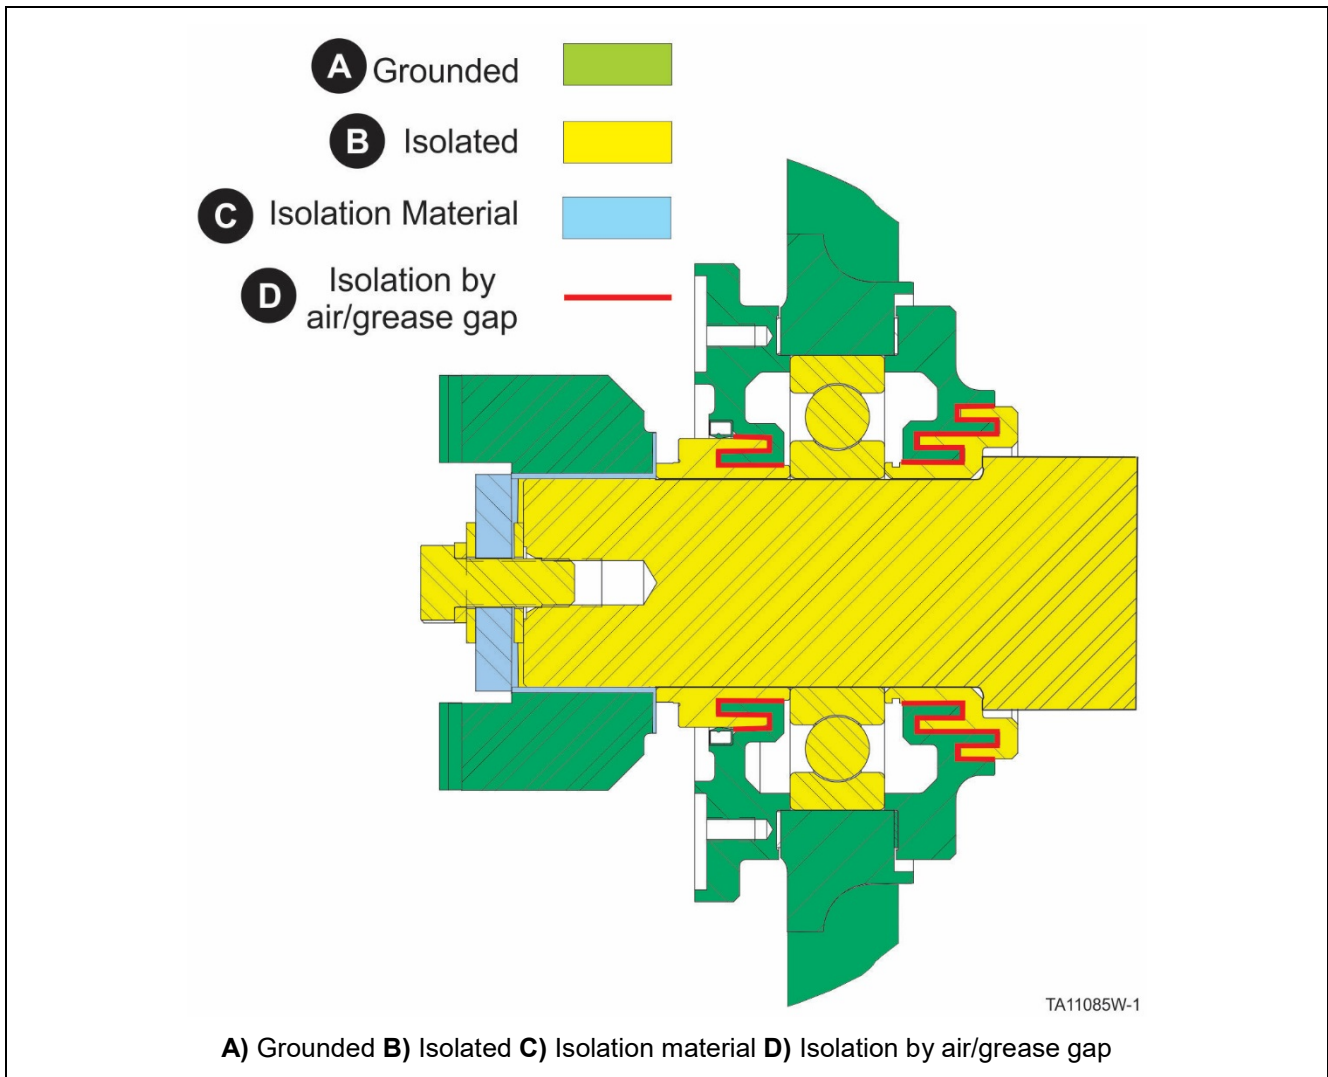 A Grounded
B Isolated
C Isolation Material
D Isolation by
air/grease gap
TA11085W-1
A) Grounded B) Isolated C) Isolation material D) Isolation by air/grease gap